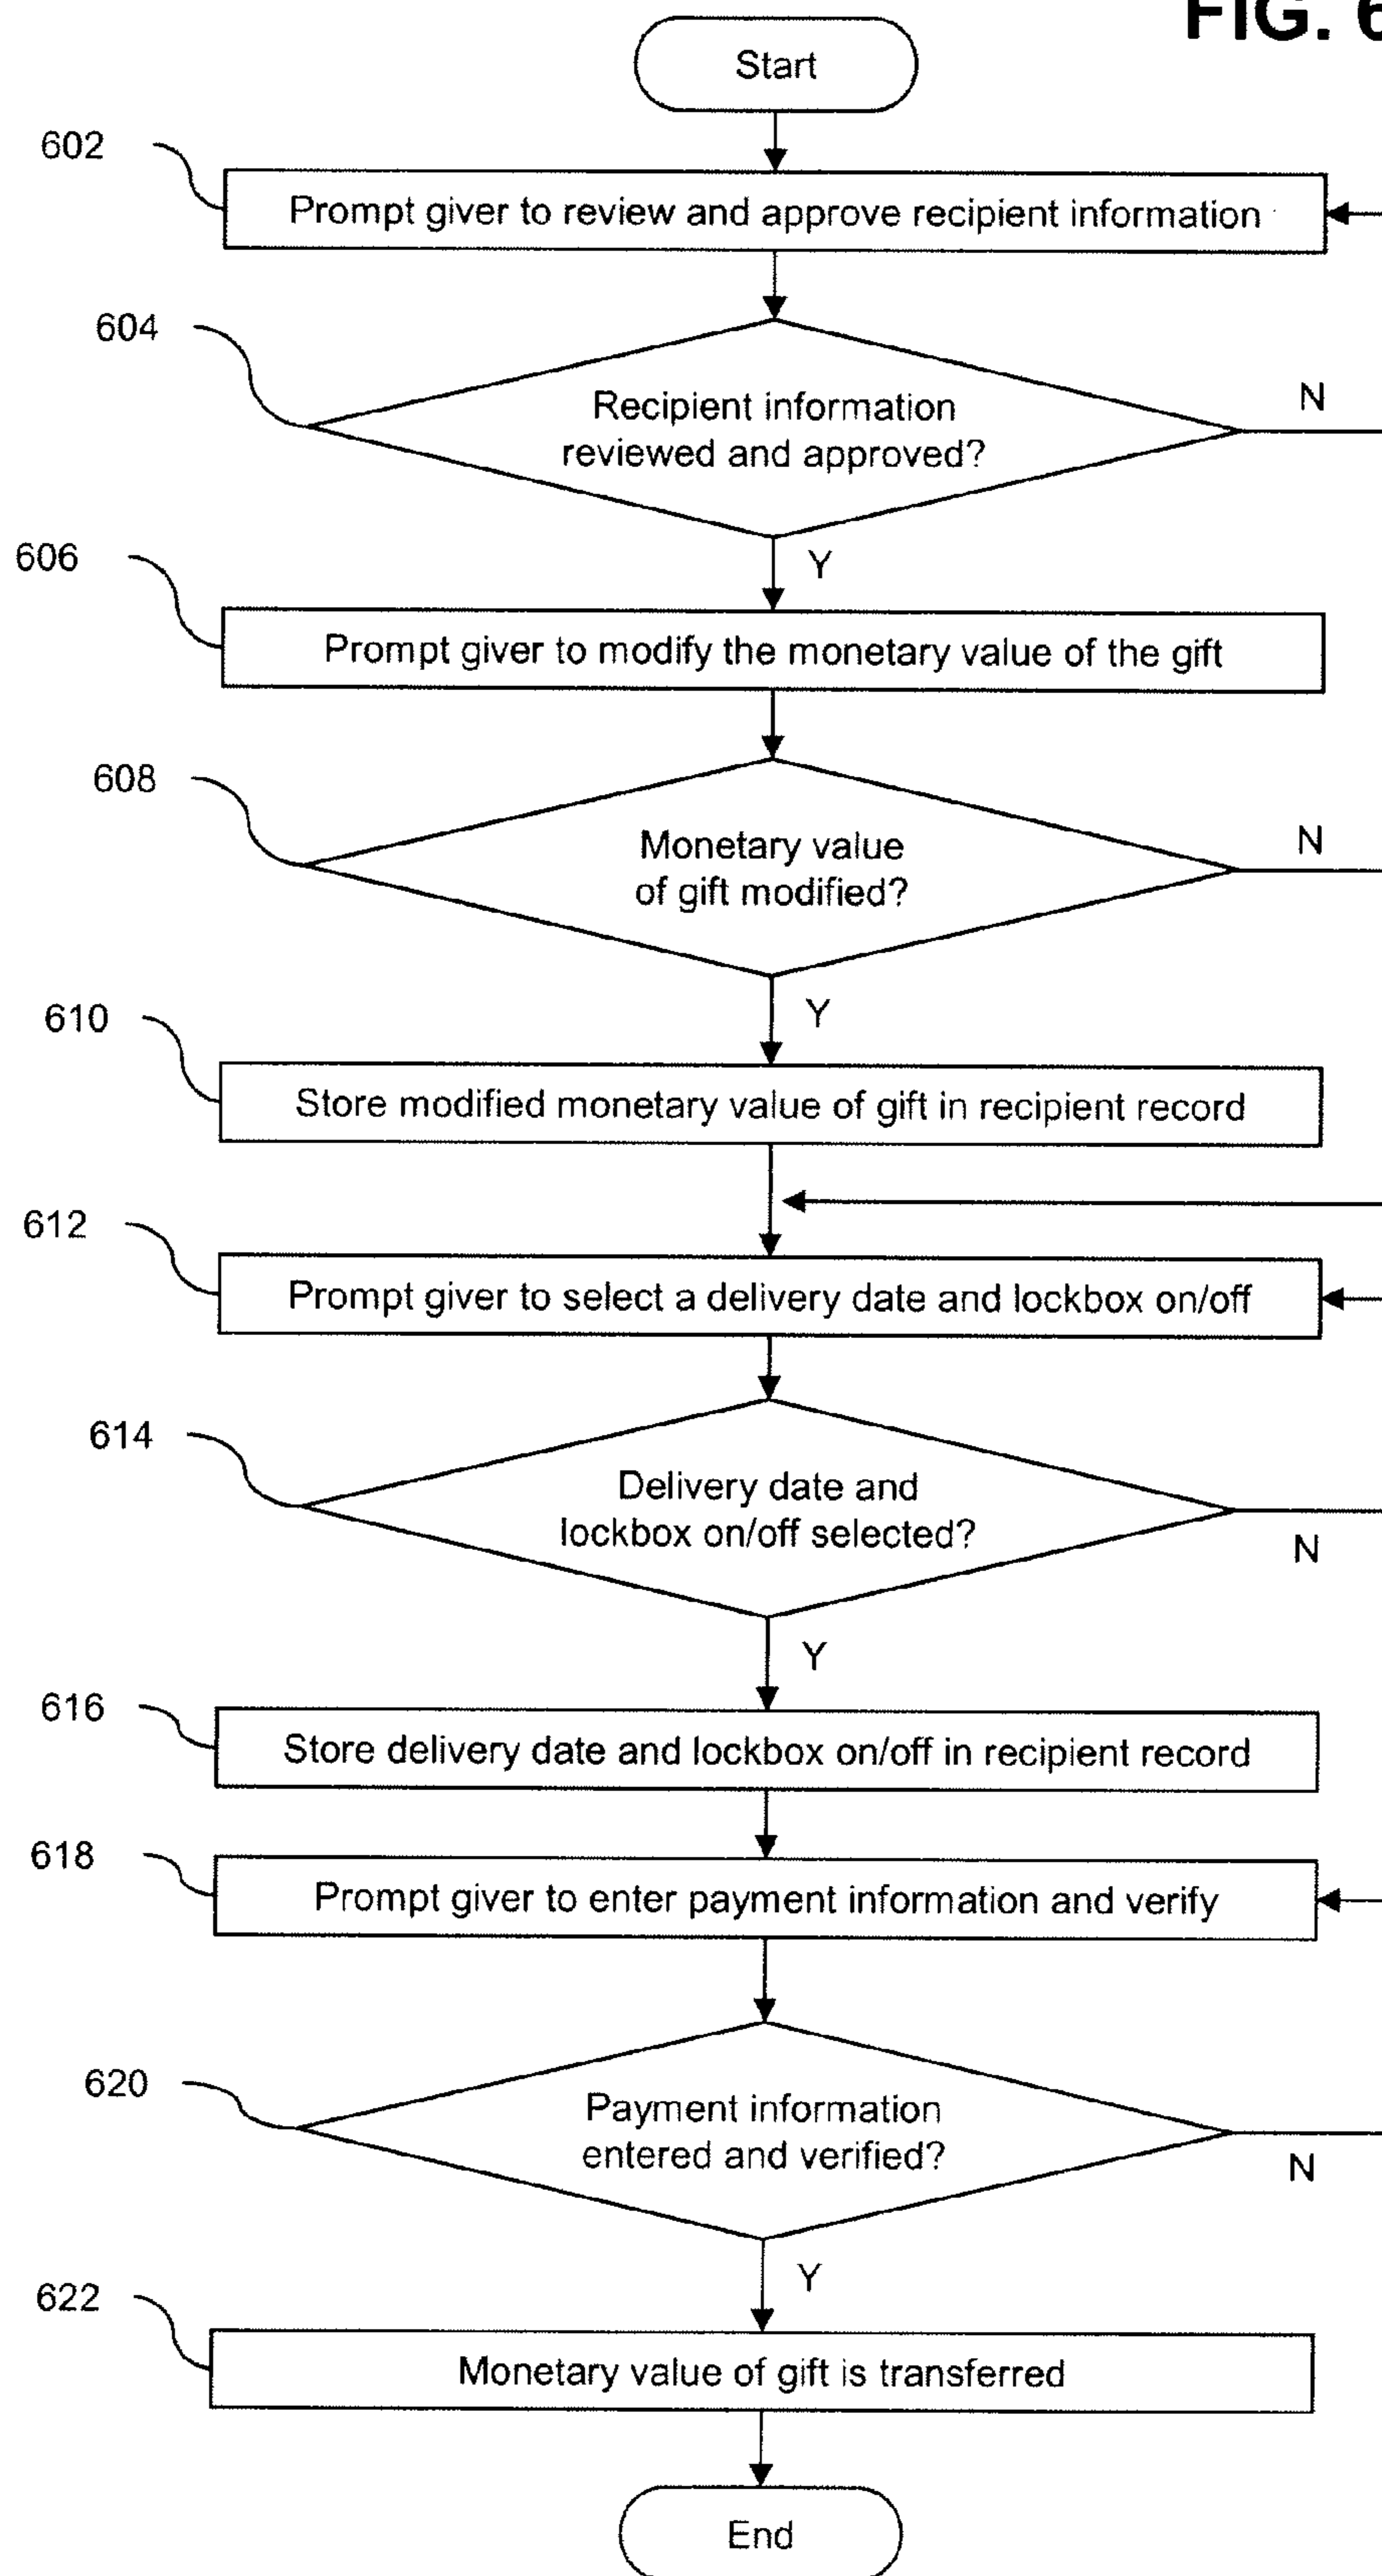 FIG. 6
Start
602
Prompt giver to review and approve recipient information
604
Recipient information
reviewed and approved?
N
Y
606
Prompt giver to modify the monetary value of the gift
608
Monetary value
of gift modified?
N
Y
610
Store modified monetary value of gift in recipient record
612
Prompt giver to select a delivery date and lockbox on/off
614
Delivery date and
lockbox on/off selected?
N
Y
616
Store delivery date and lockbox on/off in recipient record
618
Prompt giver to enter payment information and verify
620
Payment information
entered and verified?
N
Y
622
Monetary value of gift is transferred
End